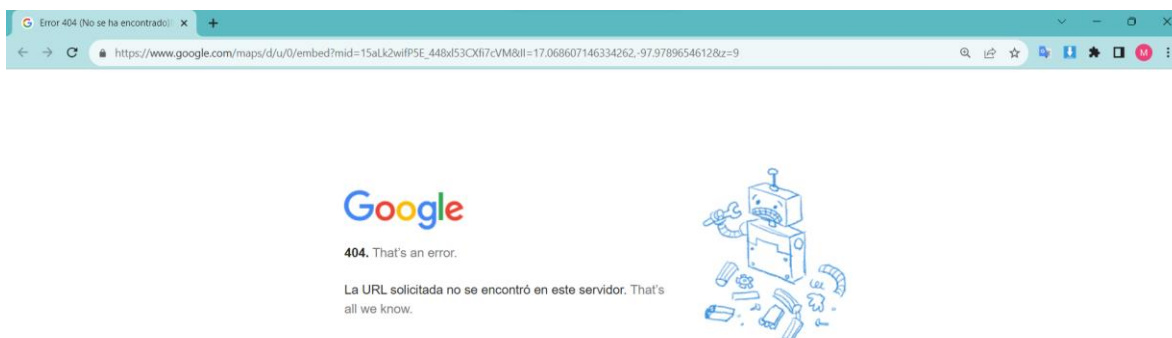 Error 404 (No se ha encontrado)
https://www.google.com/maps/d/u/0/embed?mid=15aLk2wifP5E_448xl53CXfi7cVM&ll=17.068607146334262,-97.9789654612&z=9
M
Google
404. That's an error.
La URL solicitada no se encontró en este servidor. That's
all we know.